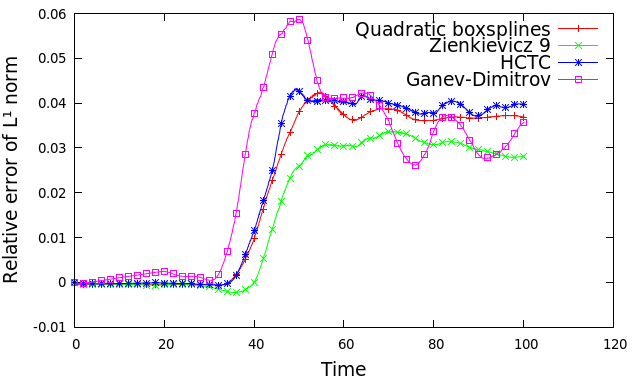 0.06
0.05
0.04
0.03
0.02
0.01
0
-0.01
Relative error of L¹ norm
Quadratic boxsplines
Zienkievicz 9
HCTC
Ganev-Dimitrov
0 20 40 60 80 100 120
Time